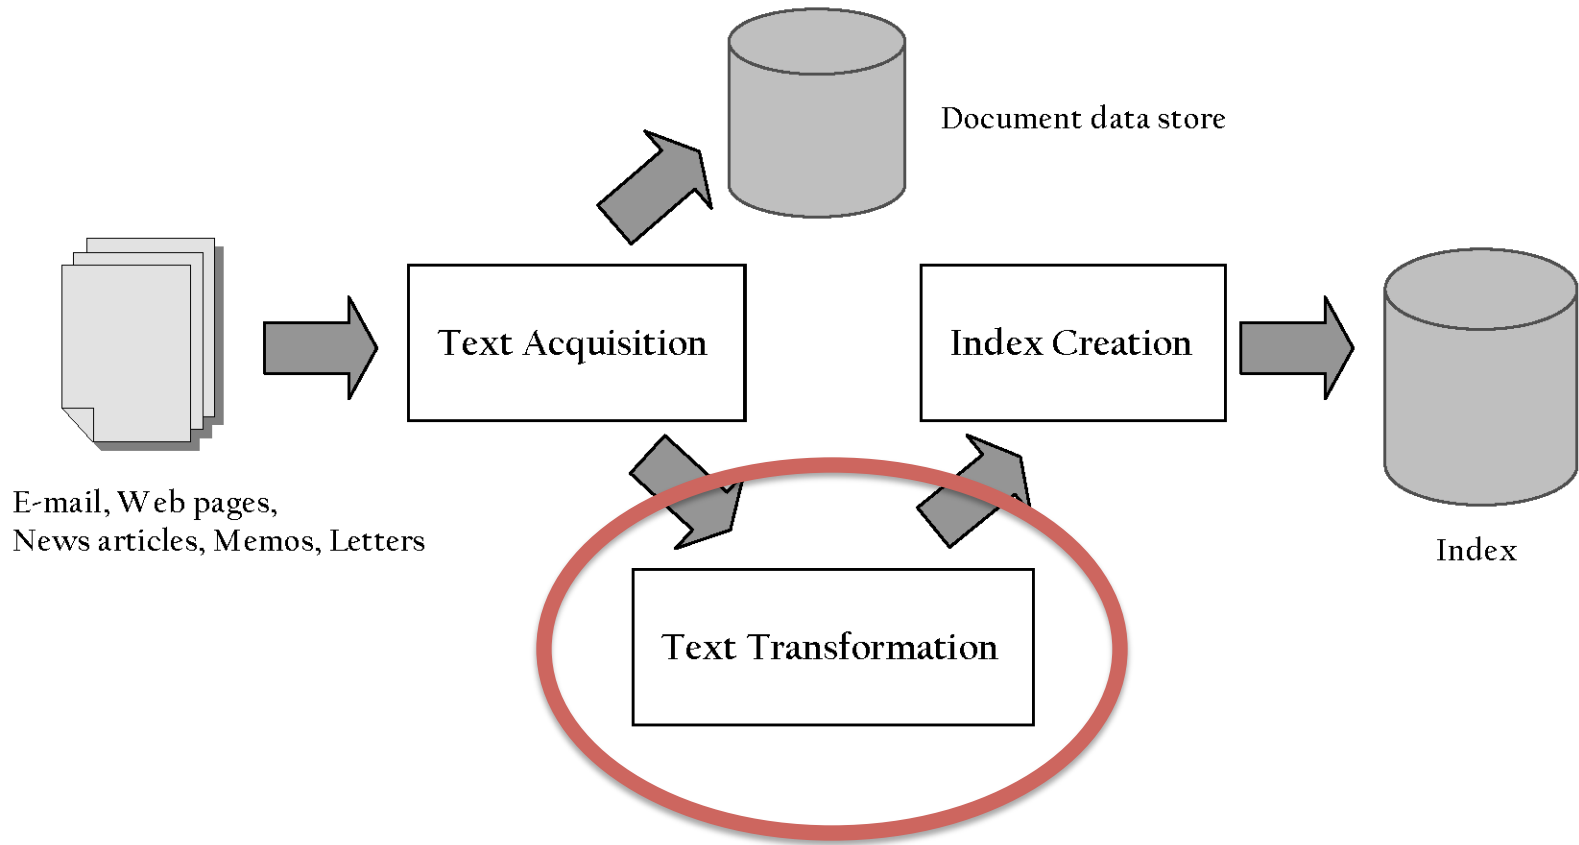 Document data store
Text Acquisition
Index Creation
E-mail, Web pages,
News articles, Memos, Letters
Index
Text Transformation